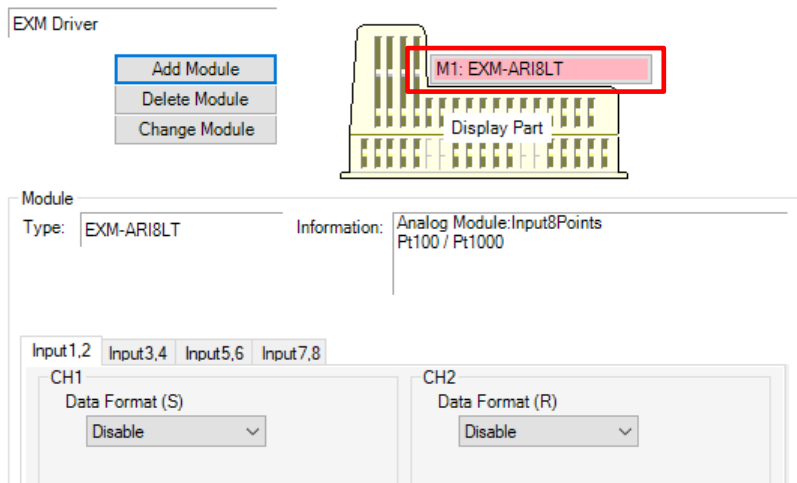 EXM Driver
Add Module
Delete Module
Change Module
M1: EXM-ARI8LT
Display Part
Module
Type: EXM-ARI8LT
Information: Analog Module:Input8Points
Pt100 / Pt1000
Input1,2 Input3,4 Input5,6 Input7,8
CH1 CH2
Data Format (S) Data Format (R)
Disable Disable